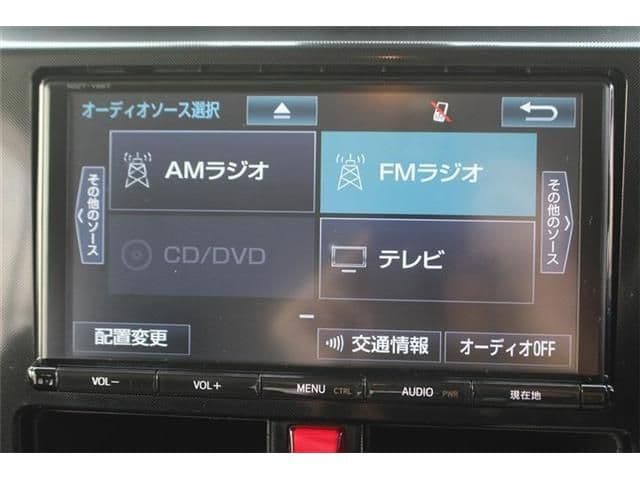 オーディオソース選択
AMラジオ
FMラジオ
その他のソース
その他のソース
CD/DVD
テレビ
配置変更
交通情報
オーディオOFF
VOL−
VOL+
MENU CTRL
AUDIO PWR
現在地